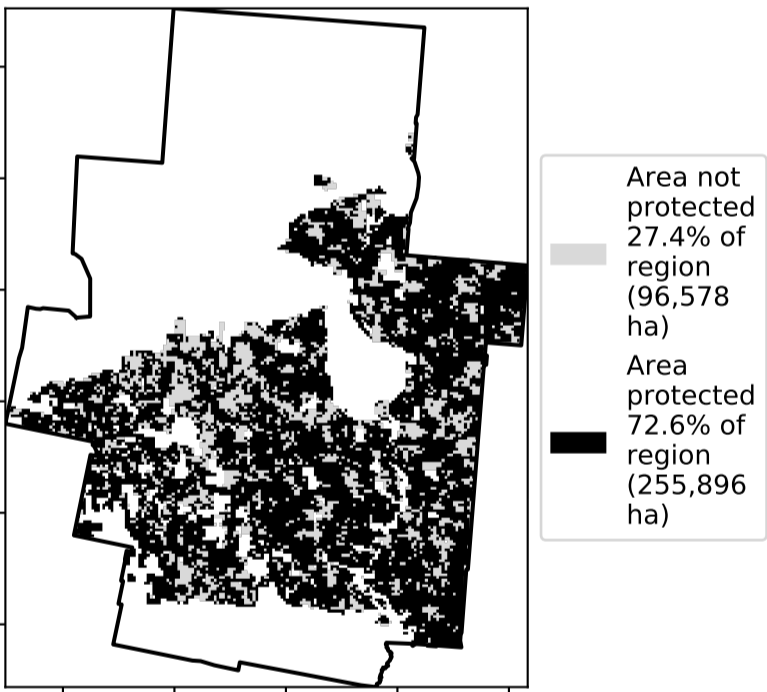 Area not
protected
27.4% of
region
(96,578
ha)
Area
protected
72.6% of
region
(255,896
ha)